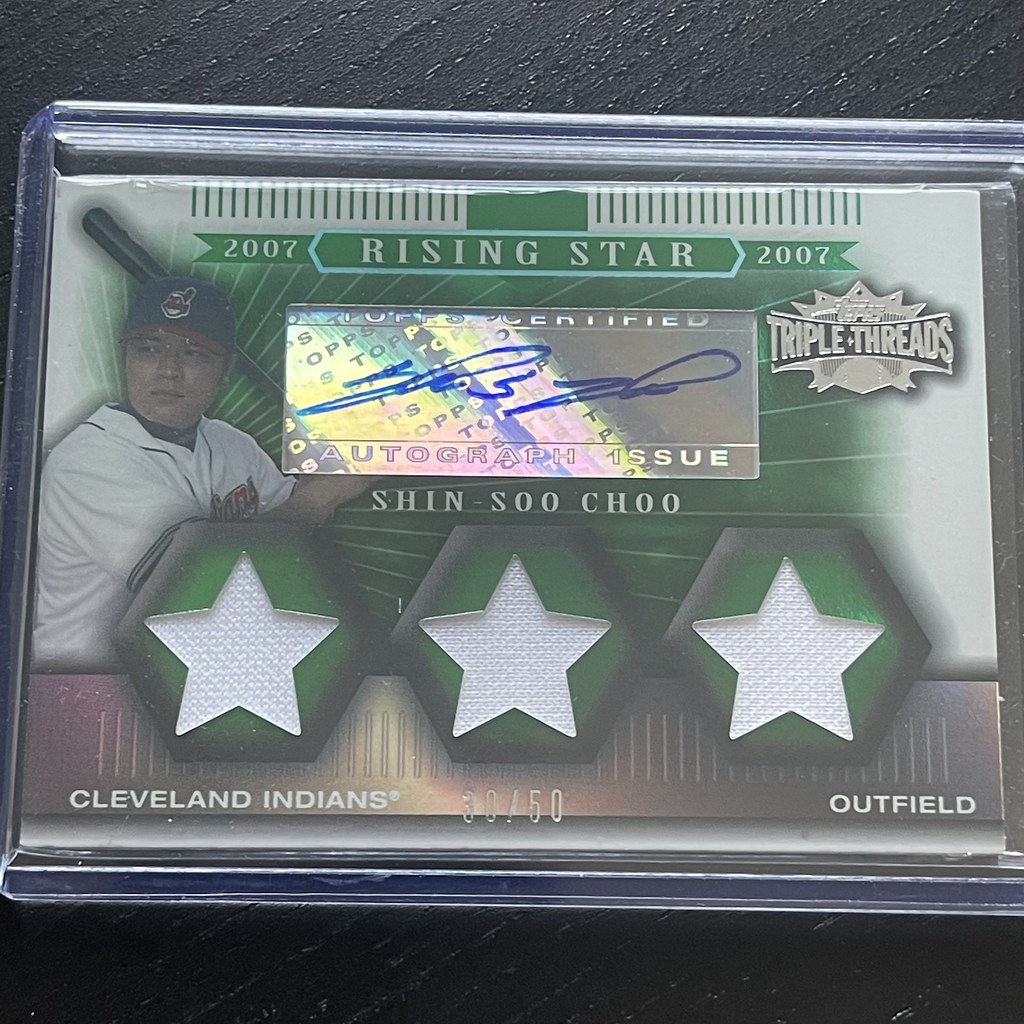 2007 RISING STAR 2007
TOPPS CERTIFIED
AUTOGRAPH ISSUE
topps
TRIPLE THREADS
SHIN-SOO CHOO
CLEVELAND INDIANS®
30/50
OUTFIELD